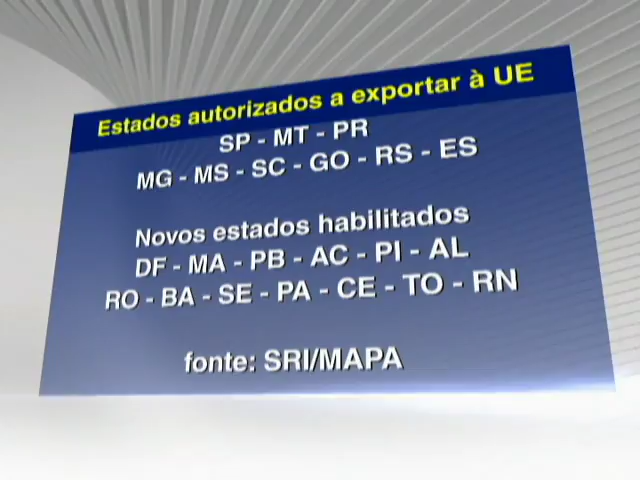 Estados autorizados a exportar à UE
SP - MT - PR
MG - MS - SC - GO - RS - ES
Novos estados habilitados
DF - MA - PB - AC - PI - AL
RO - BA - SE - PA - CE - TO - RN
fonte: SRI/MAPA